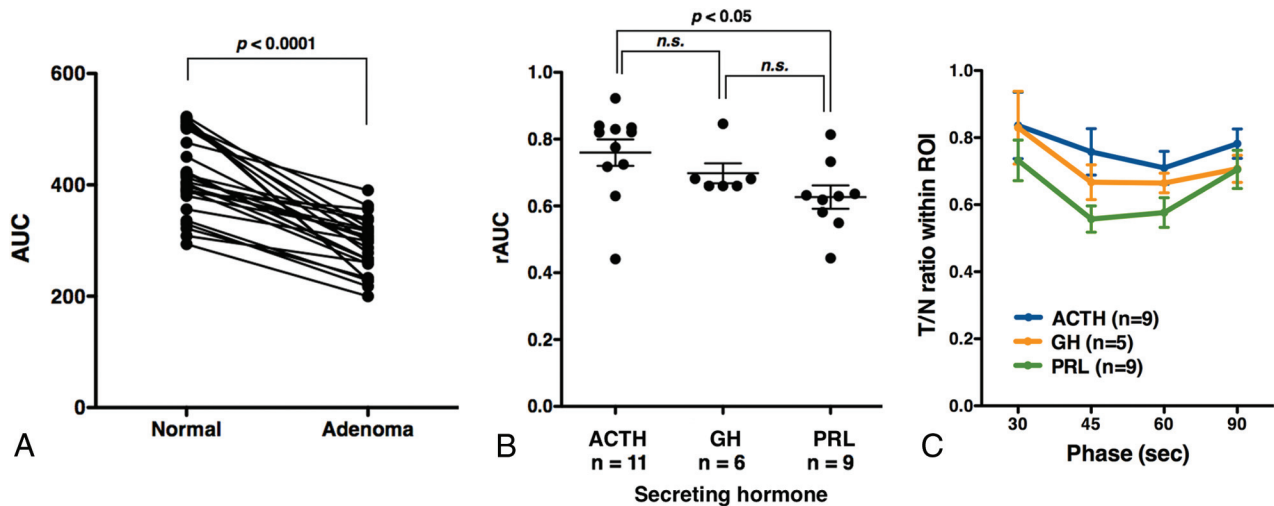 p < 0.0001
600
400
200
0
AUC
Normal
Adenoma
A
p < 0.05
n.s.
n.s.
1.0
0.8
0.6
0.4
0.2
0.0
rAUC
ACTH
n = 11
GH
n = 6
PRL
n = 9
Secreting hormone
B
1.0
0.8
0.6
0.4
0.2
0.0
T/N ratio within ROI
ACTH (n=9)
GH (n=5)
PRL (n=9)
30
45
60
90
Phase (sec)
C